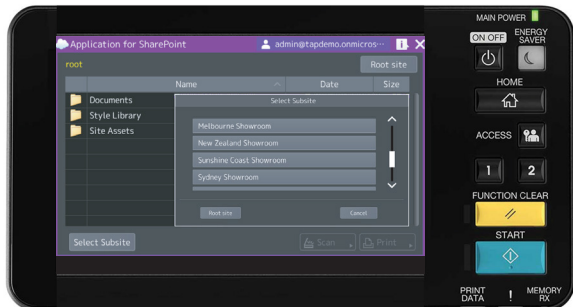 MAIN POWER
Application for SharePoint
admin@tapdemo.onmicros···
ON OFF
ENERGY SAVER
root
Root site
Name
Date
Size
HOME
Documents
Style Library
Site Assets
Select Subsite
Melbourne Showroom
New Zealand Showroom
Sunshine Coast Showroom
Sydney Showroom
Root site
Cancel
ACCESS
1
2
FUNCTION CLEAR
START
Select Subsite
Scan
Print
PRINT DATA
!
MEMORY RX